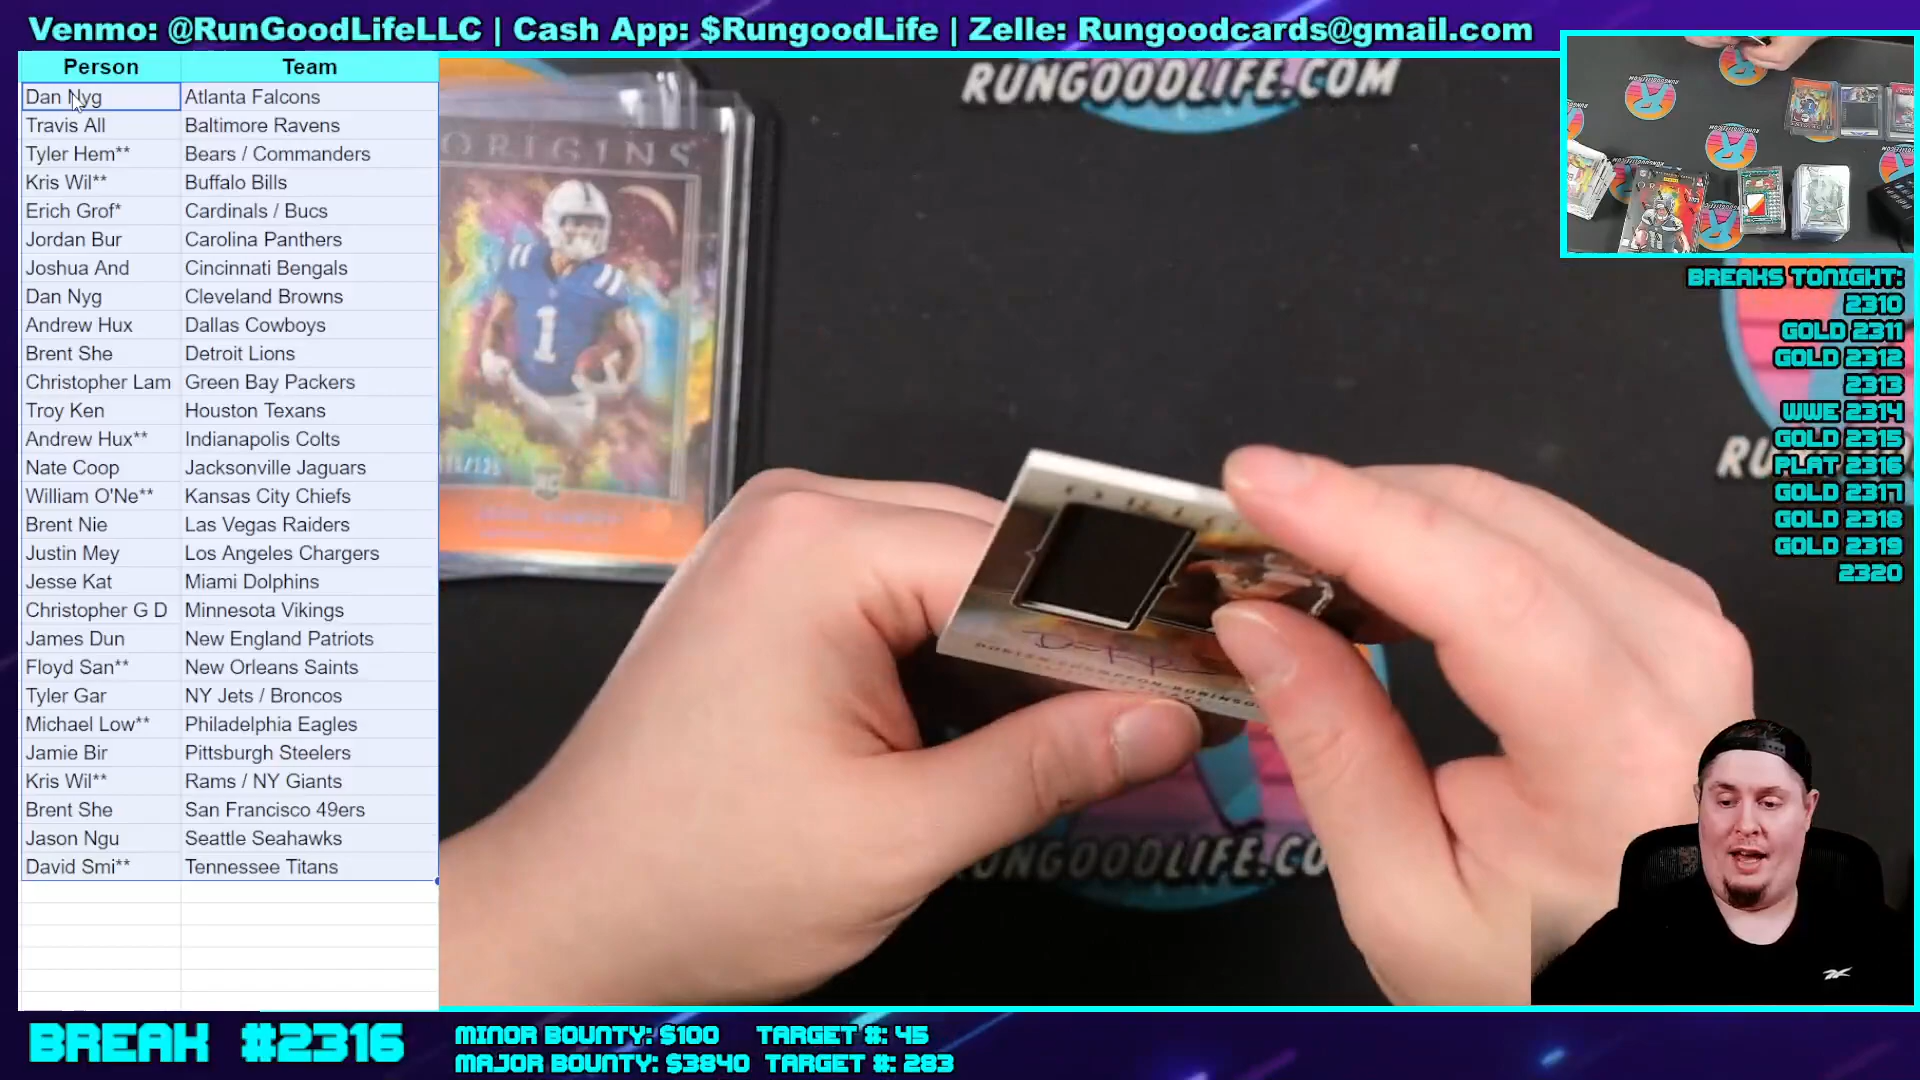 Venmo: @RunGoodLifeLLC | Cash App: $RungoodLife | Zelle: Rungoodcards@gmail.com
Person Team
Dan Nyg Atlanta Falcons
Travis All Baltimore Ravens
Tyler Hem** Bears / Commanders
Kris Wil** Buffalo Bills
Erich Grof* Cardinals / Bucs
Jordan Bur Carolina Panthers
Joshua And Cincinnati Bengals
Dan Nyg Cleveland Browns
Andrew Hux Dallas Cowboys
Brent She Detroit Lions
Christopher Lam Green Bay Packers
Troy Ken Houston Texans
Andrew Hux** Indianapolis Colts
Nate Coop Jacksonville Jaguars
William O'Ne** Kansas City Chiefs
Brent Nie Las Vegas Raiders
Justin Mey Los Angeles Chargers
Jesse Kat Miami Dolphins
Christopher G D Minnesota Vikings
James Dun New England Patriots
Floyd San** New Orleans Saints
Tyler Gar NY Jets / Broncos
Michael Low** Philadelphia Eagles
Jamie Bir Pittsburgh Steelers
Kris Wil** Rams / NY Giants
Brent She San Francisco 49ers
Jason Ngu Seattle Seahawks
David Smi** Tennessee Titans
ORIGINS
1
RC
RUNGOODLIFE.COM
RUNGOODLIFE.CO
BREAKS TONIGHT:
2310
GOLD 2311
GOLD 2312
2313
WWE 2314
GOLD 2315
PLAT 2316
GOLD 2317
GOLD 2318
GOLD 2319
2320
BREAK #2316
MINOR BOUNTY: $100 TARGET #: 45
MAJOR BOUNTY: $3840 TARGET #: 283